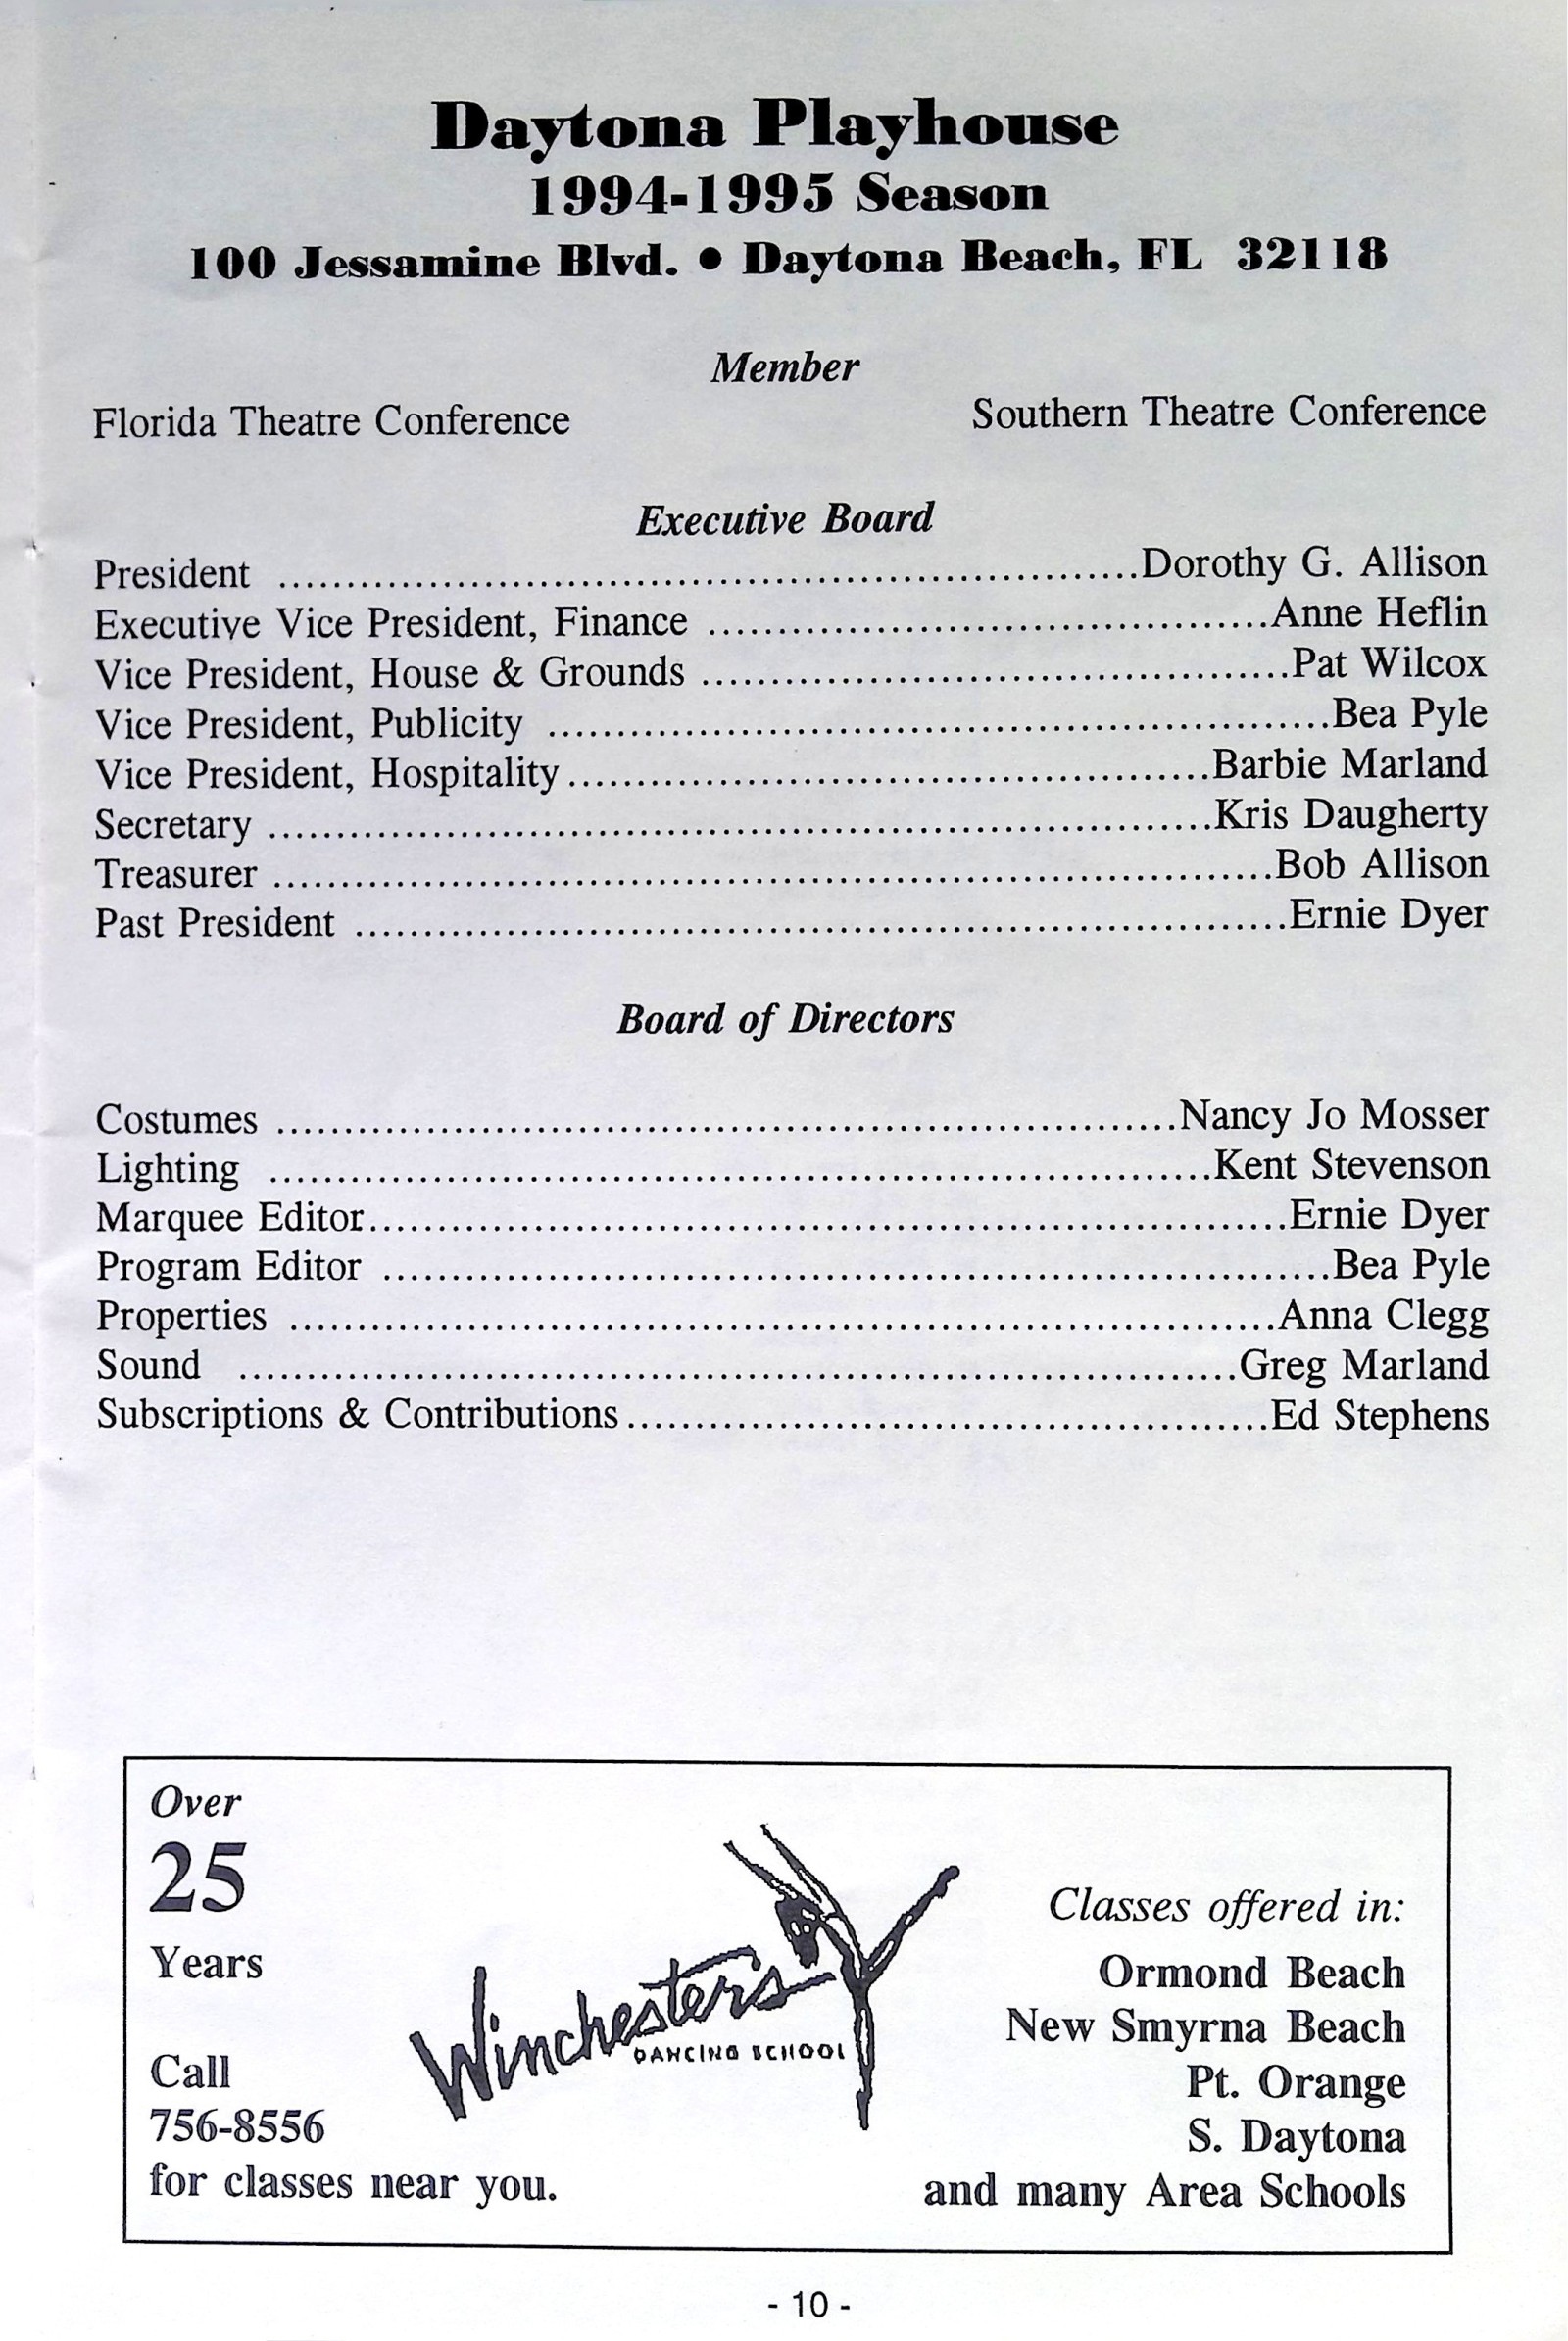 Daytona Playhouse
1994-1995 Season
100 Jessamine Blvd. • Daytona Beach, FL 32118
Member
Florida Theatre Conference Southern Theatre Conference
Executive Board
President ........................................ Dorothy G. Allison
Executive Vice President, Finance ........................................ Anne Heflin
Vice President, House & Grounds ........................................ Pat Wilcox
Vice President, Publicity ........................................ Bea Pyle
Vice President, Hospitality ........................................ Barbie Marland
Secretary ........................................ Kris Daugherty
Treasurer ........................................ Bob Allison
Past President ........................................ Ernie Dyer
Board of Directors
Costumes ........................................ Nancy Jo Mosser
Lighting ........................................ Kent Stevenson
Marquee Editor ........................................ Ernie Dyer
Program Editor ........................................ Bea Pyle
Properties ........................................ Anna Clegg
Sound ........................................ Greg Marland
Subscriptions & Contributions ........................................ Ed Stephens
Over
25
Years
Call
756-8556
for classes near you.
Winchesters
DANCING SCHOOL
Classes offered in:
Ormond Beach
New Smyrna Beach
Pt. Orange
S. Daytona
and many Area Schools
- 10 -